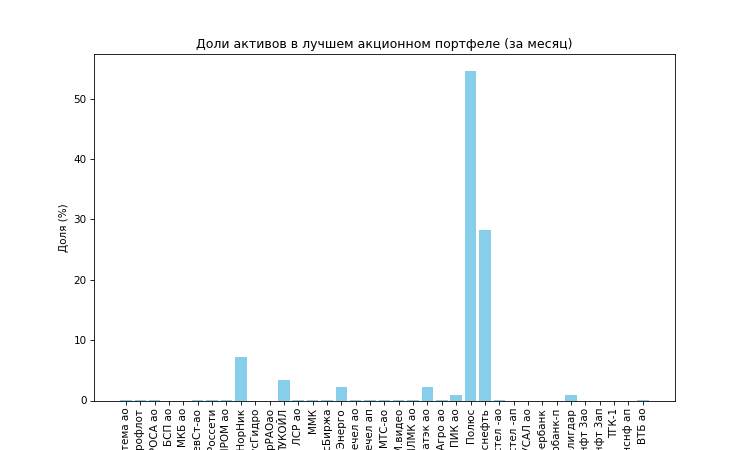 Доли активов в лучшем акционном портфеле (за месяц)
Доля (%)
50
40
30
20
10
0
тема ао
рофлот
РОСА ао
БСП ао
МКБ ао
евСт-ао
Россети
ПРОМ ао
НорНик
сГидро
рРАОао
ЛУКОЙЛ
ЛСР ао
ММК
сБиржа
Энерго
ечел ао
ечел ап
МТС-ао
М.видео
ЛМК ао
атэк ао
Агро ао
ПИК ао
Полюс
снефть
стел -ао
стел -ап
УСАЛ ао
ербанк
рбанк-п
лигдар
нфт 3ао
нфт 3ап
ТГК-1
нснф ап
ВТБ ао